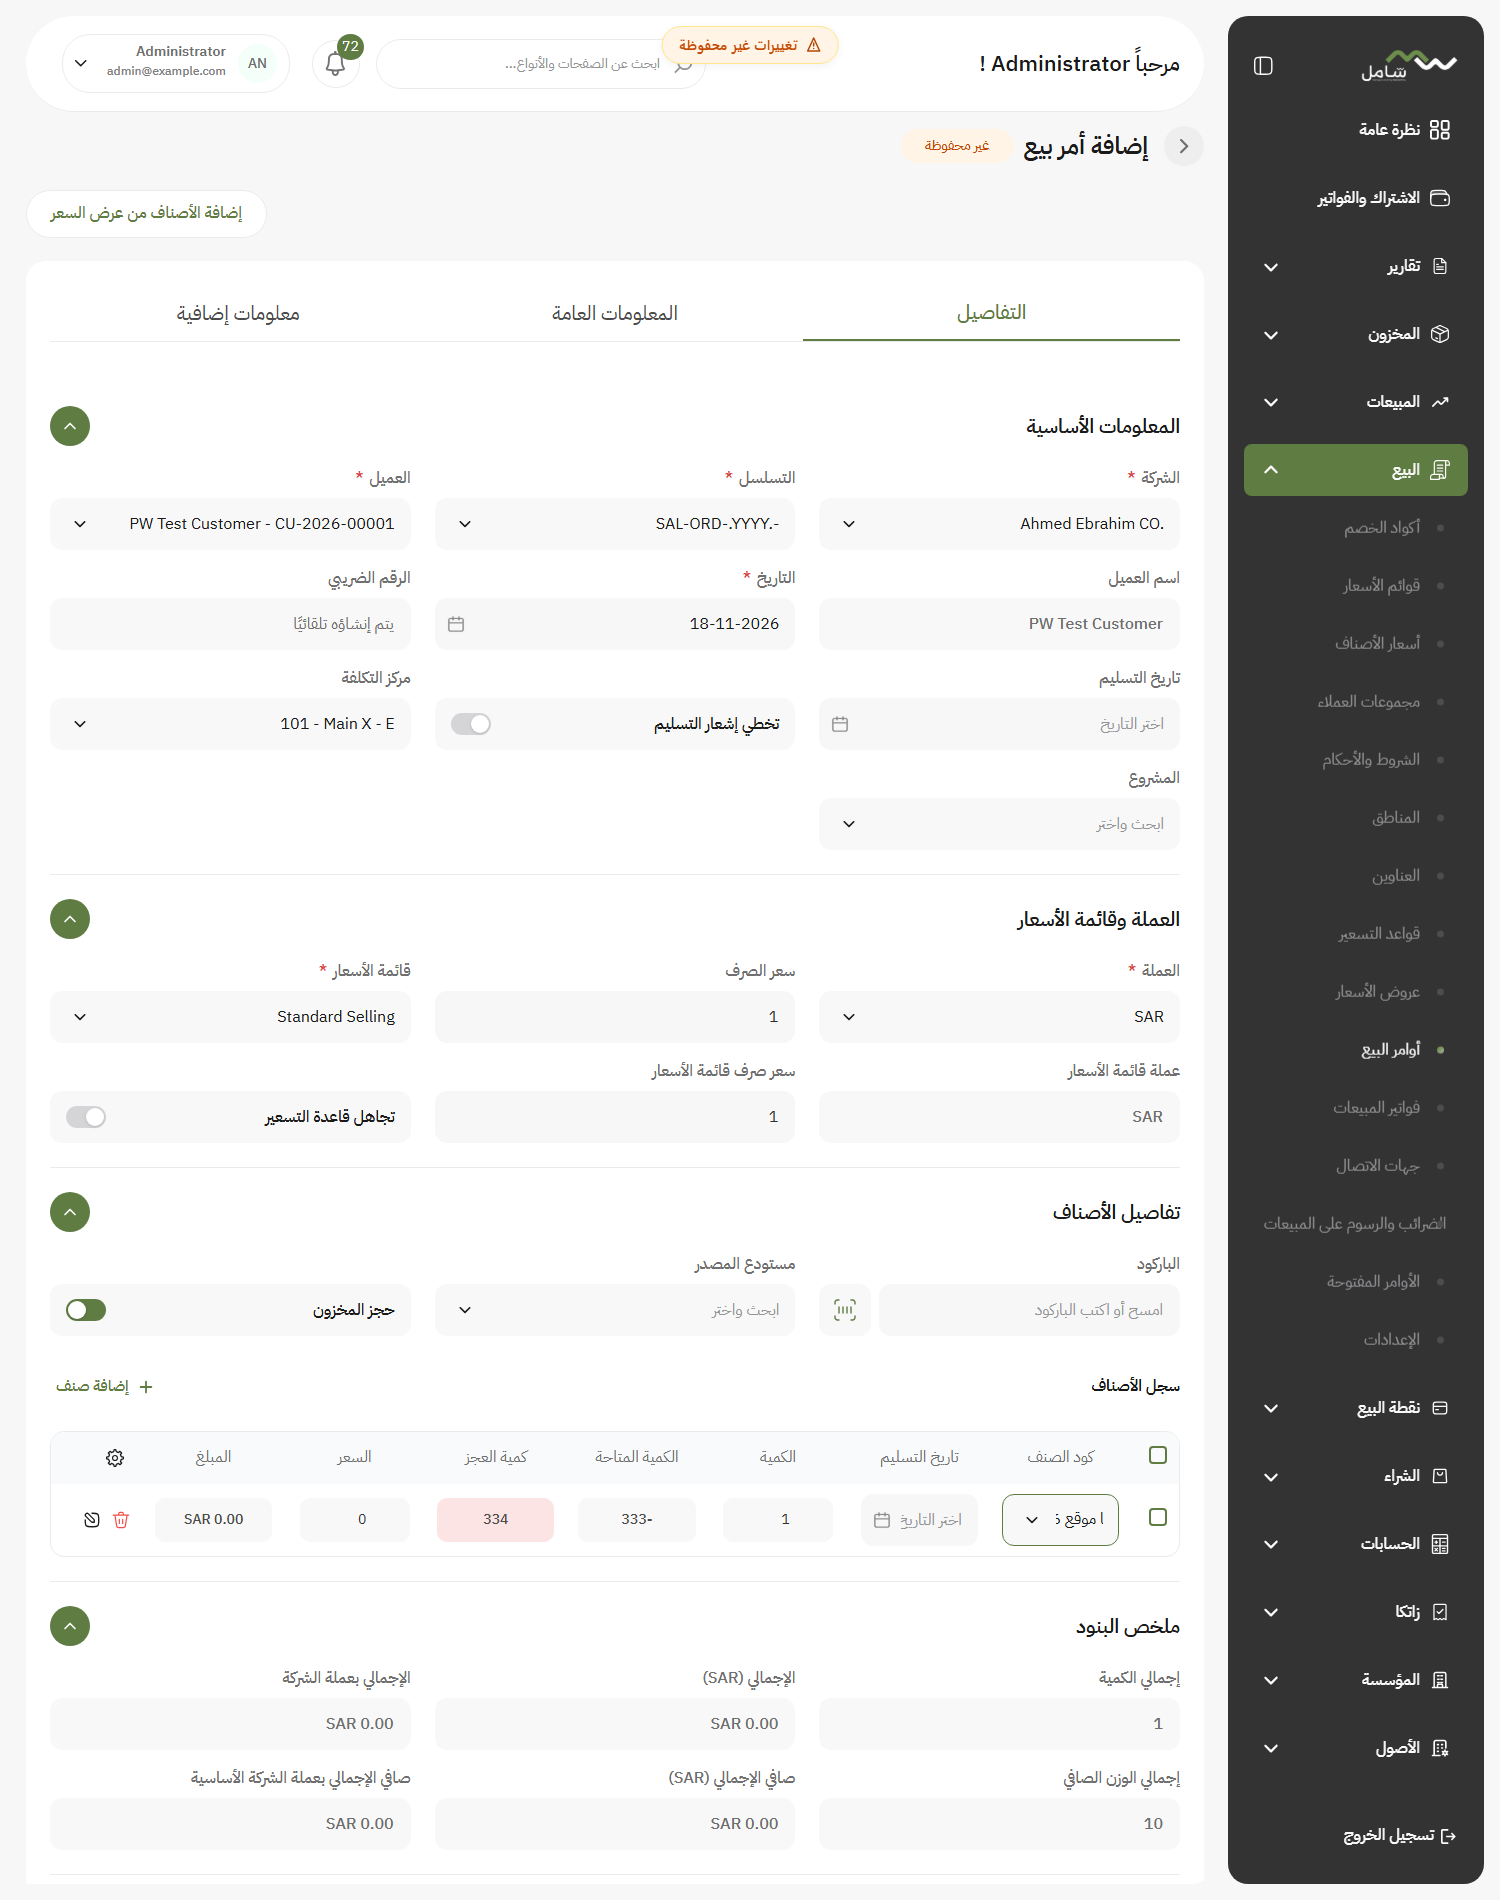 شامل
نظرة عامة
الاشتراك والفواتير
تقارير
المخزون
المبيعات
البيع
أكواد الخصم
قوائم الأسعار
أسعار الأصناف
مجموعات العملاء
الشروط والأحكام
المناطق
العناوين
قواعد التسعير
عروض الأسعار
أوامر البيع
فواتير المبيعات
جهات الاتصال
الضرائب والرسوم على المبيعات
الأوامر المفتوحة
الإعدادات
نقطة البيع
الشراء
الحسابات
زاتكا
المؤسسة
الأصول
تسجيل الخروج
مرحباً Administrator !
تغييرات غير محفوظة
ابحث عن الصفحات والأنواع...
72
AN
Administrator
admin@example.com
إضافة أمر بيع
غير محفوظة
إضافة الأصناف من عرض السعر
التفاصيل
المعلومات العامة
معلومات إضافية
المعلومات الأساسية
الشركة *
التسلسل *
العميل *
Ahmed Ebrahim CO.
SAL-ORD-.YYYY.-
PW Test Customer - CU-2026-00001
اسم العميل
التاريخ *
الرقم الضريبي
PW Test Customer
18-11-2026
يتم إنشاؤه تلقائيًا
تاريخ التسليم
مركز التكلفة
اختر التاريخ
تخطي إشعار التسليم
101 - Main X - E
المشروع
ابحث واختر
العملة وقائمة الأسعار
العملة *
سعر الصرف
قائمة الأسعار *
SAR
1
Standard Selling
عملة قائمة الأسعار
سعر صرف قائمة الأسعار
SAR
1
تجاهل قاعدة التسعير
تفاصيل الأصناف
الباركود
مستودع المصدر
امسح أو اكتب الباركود
ابحث واختر
حجز المخزون
سجل الأصناف
إضافة صنف
كود الصنف
تاريخ التسليم
الكمية
الكمية المتاحة
كمية العجز
السعر
المبلغ
ا موقع
اختر التاريخ
1
333-
334
0
SAR 0.00
ملخص البنود
إجمالي الكمية
الإجمالي (SAR)
الإجمالي بعملة الشركة
1
SAR 0.00
SAR 0.00
إجمالي الوزن الصافي
صافي الإجمالي (SAR)
صافي الإجمالي بعملة الشركة الأساسية
10
SAR 0.00
SAR 0.00